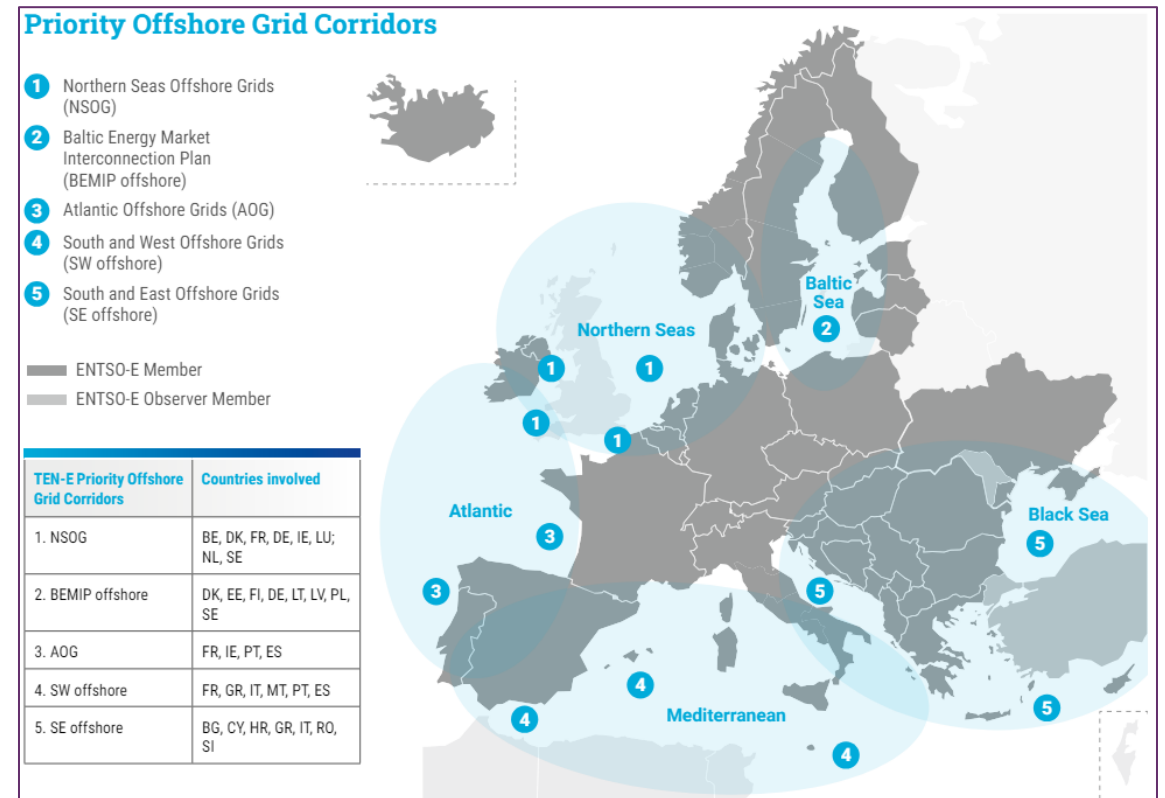 Priority Offshore Grid Corridors
1 Northern Seas Offshore Grids
(NSOG)
2 Baltic Energy Market
Interconnection Plan
(BEMIP offshore)
3 Atlantic Offshore Grids (AOG)
4 South and West Offshore Grids
(SW offshore)
5 South and East Offshore Grids
(SE offshore)
ENTSO-E Member
ENTSO-E Observer Member
TEN-E Priority Offshore
Grid Corridors
Countries involved
1. NSOG
BE, DK, FR, DE, IE, LU;
NL, SE
2. BEMIP offshore
DK, EE, FI, DE, LT, LV, PL,
SE
3. AOG
FR, IE, PT, ES
4. SW offshore
FR, GR, IT, MT, PT, ES
5. SE offshore
BG, CY, HR, GR, IT, RO,
SI
Baltic
Sea
2
Northern Seas
1
1
1
1
Atlantic
3
3
Black Sea
5
5
5
4
Mediterranean
4
4